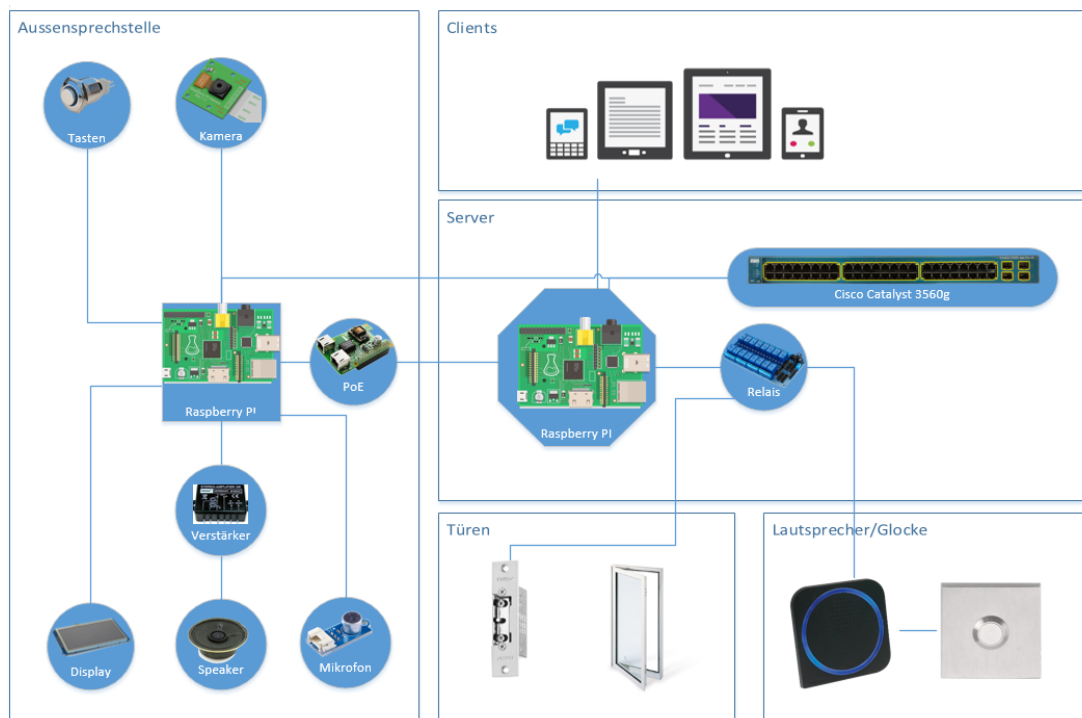 Aussensprechstelle
Tasten
Kamera
Raspberry PI
PoE
Verstärker
Display
Speaker
Mikrofon
Clients
Server
Cisco Catalyst 3560g
Raspberry PI
Relais
Türen
Lautsprecher/Glocke